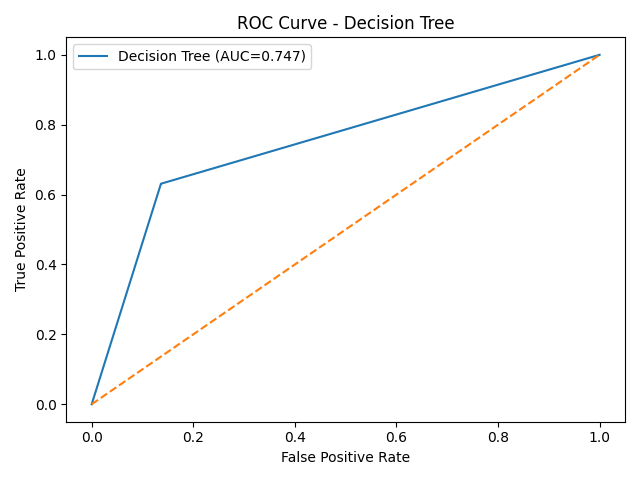 ROC Curve - Decision Tree
Decision Tree (AUC=0.747)
1.0
0.8
0.6
0.4
0.2
0.0
True Positive Rate
0.0 0.2 0.4 0.6 0.8 1.0
False Positive Rate